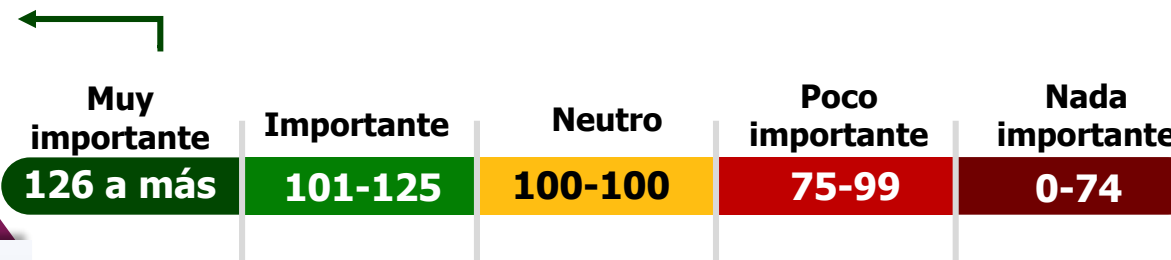 Muy
importante
Importante
Neutro
Poco
importante
Nada
importante
126 a más
101-125
100-100
75-99
0-74